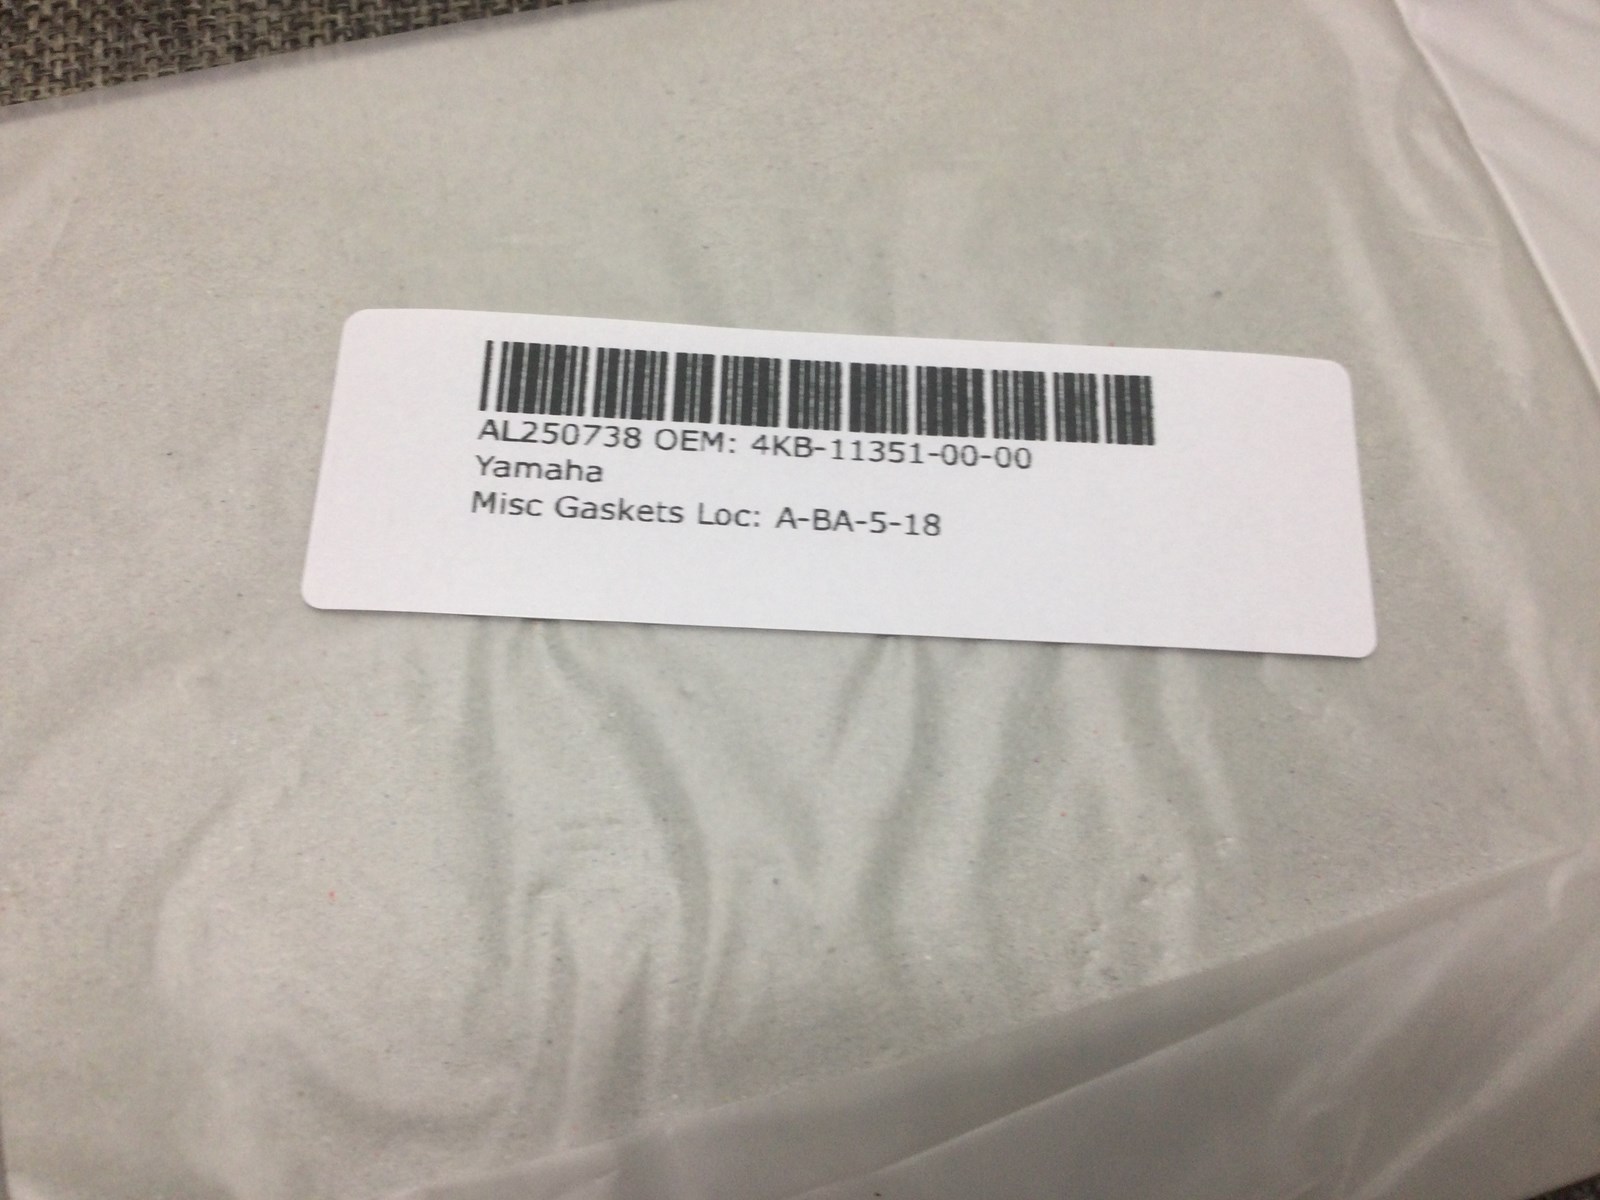 AL250738 OEM: 4KB-11351-00-00
Yamaha
Misc Gaskets Loc: A-BA-5-18